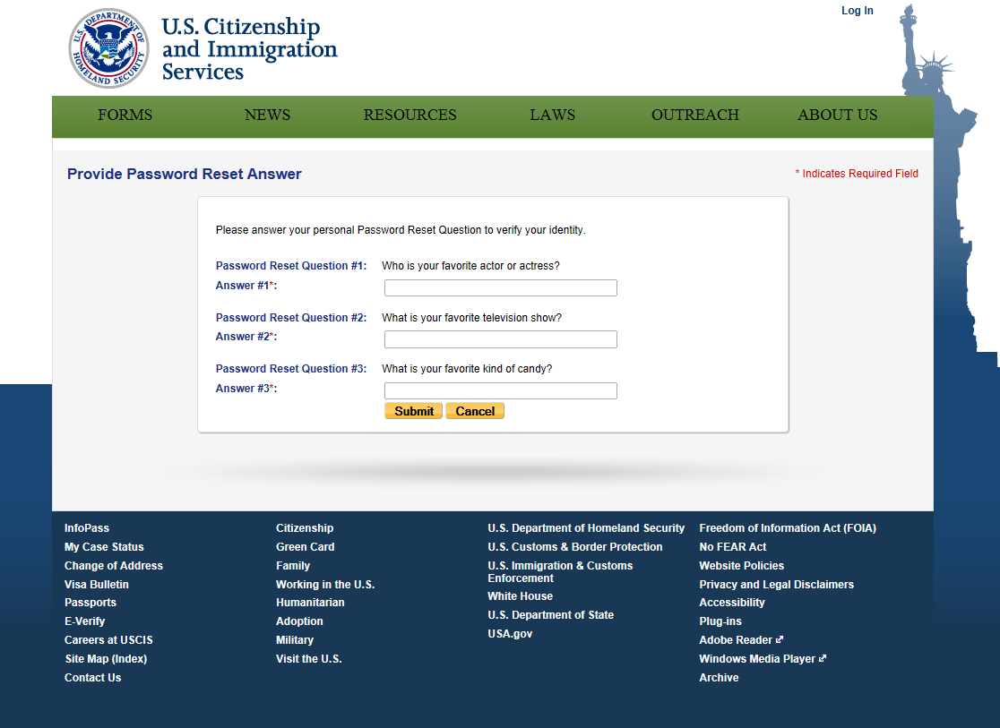 Log In
U.S. DEPARTMENT OF HOMELAND SECURITY
U.S. Citizenship
and Immigration
Services
FORMS NEWS RESOURCES LAWS OUTREACH ABOUT US
Provide Password Reset Answer
* Indicates Required Field
Please answer your personal Password Reset Question to verify your identity.
Password Reset Question #1: Who is your favorite actor or actress?
Answer #1*:
Password Reset Question #2: What is your favorite television show?
Answer #2*:
Password Reset Question #3: What is your favorite kind of candy?
Answer #3*:
Submit Cancel
InfoPass
My Case Status
Change of Address
Visa Bulletin
Passports
E-Verify
Careers at USCIS
Site Map (Index)
Contact Us
Citizenship
Green Card
Family
Working in the U.S.
Humanitarian
Adoption
Military
Visit the U.S.
U.S. Department of Homeland Security
U.S. Customs & Border Protection
U.S. Immigration & Customs
Enforcement
White House
U.S. Department of State
USA.gov
Freedom of Information Act (FOIA)
No FEAR Act
Website Policies
Privacy and Legal Disclaimers
Accessibility
Plug-ins
Adobe Reader
Windows Media Player
Archive